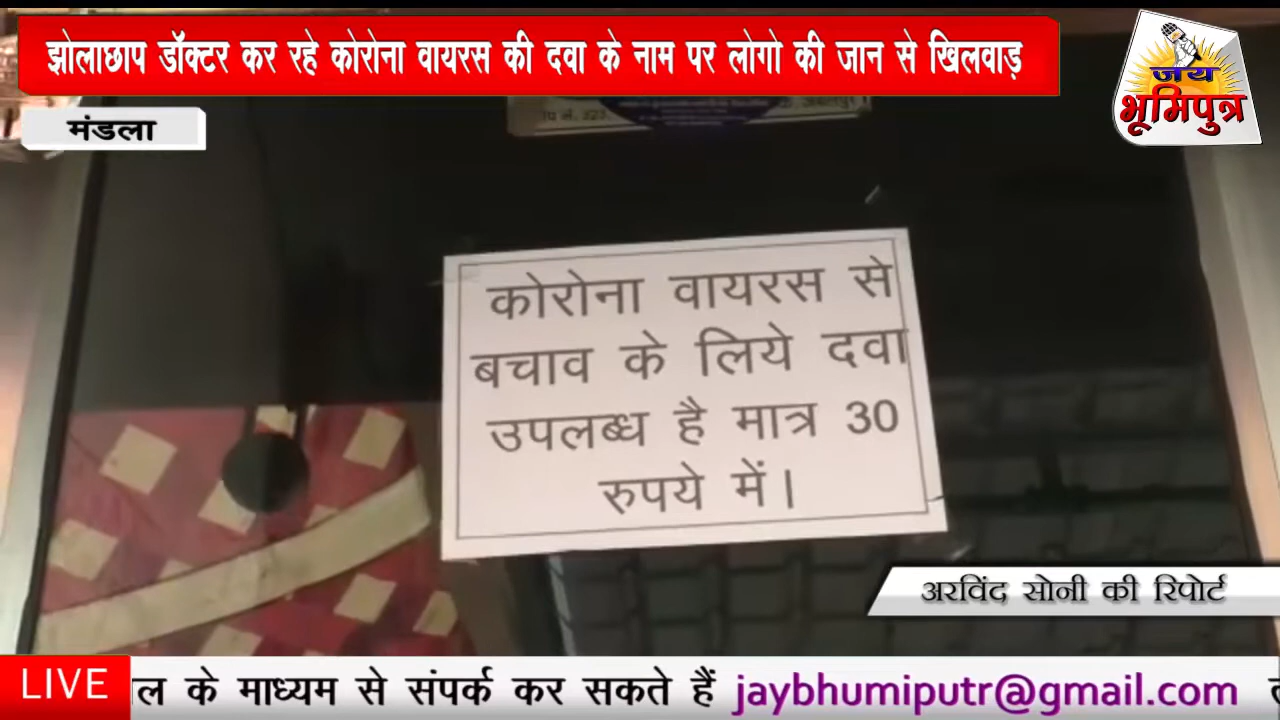 झोलाछाप डॉक्टर कर रहे कोरोना वायरस की दवा के नाम पर लोगो की जान से खिलवाड़
जय
भूमिपुत्र
मंडला
कोरोना वायरस से
बचाव के लिये दवा
उपलब्ध है मात्र 30
रुपये में।
अरविंद सोनी की रिपोर्ट
LIVE
ल के माध्यम से संपर्क कर सकते हैं jaybhumiputr@gmail.com